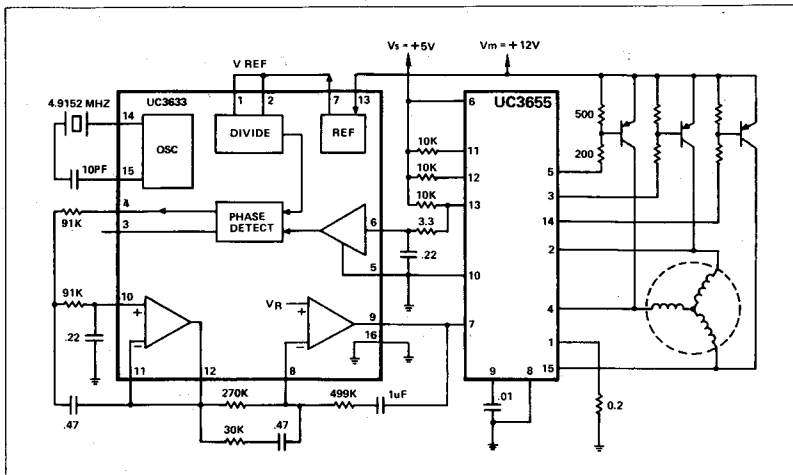 Vs = +5V
Vm = +12V
V REF
4.9152 MHZ
UC3633
1
2
7
13
UC3655
14
OSC
DIVIDE
REF
6
500
10K
11
10K
12
200
10PF
15
10K
13
5
4
91K
3
PHASE
DETECT
6
3.3
3
14
.22
2
5
10
91K
10
+
–
VR
+
–
9
7
4
.22
16
1
15
11
12
8
9
8
270K
499K
1uF
.01
0.2
.47
30K
.47